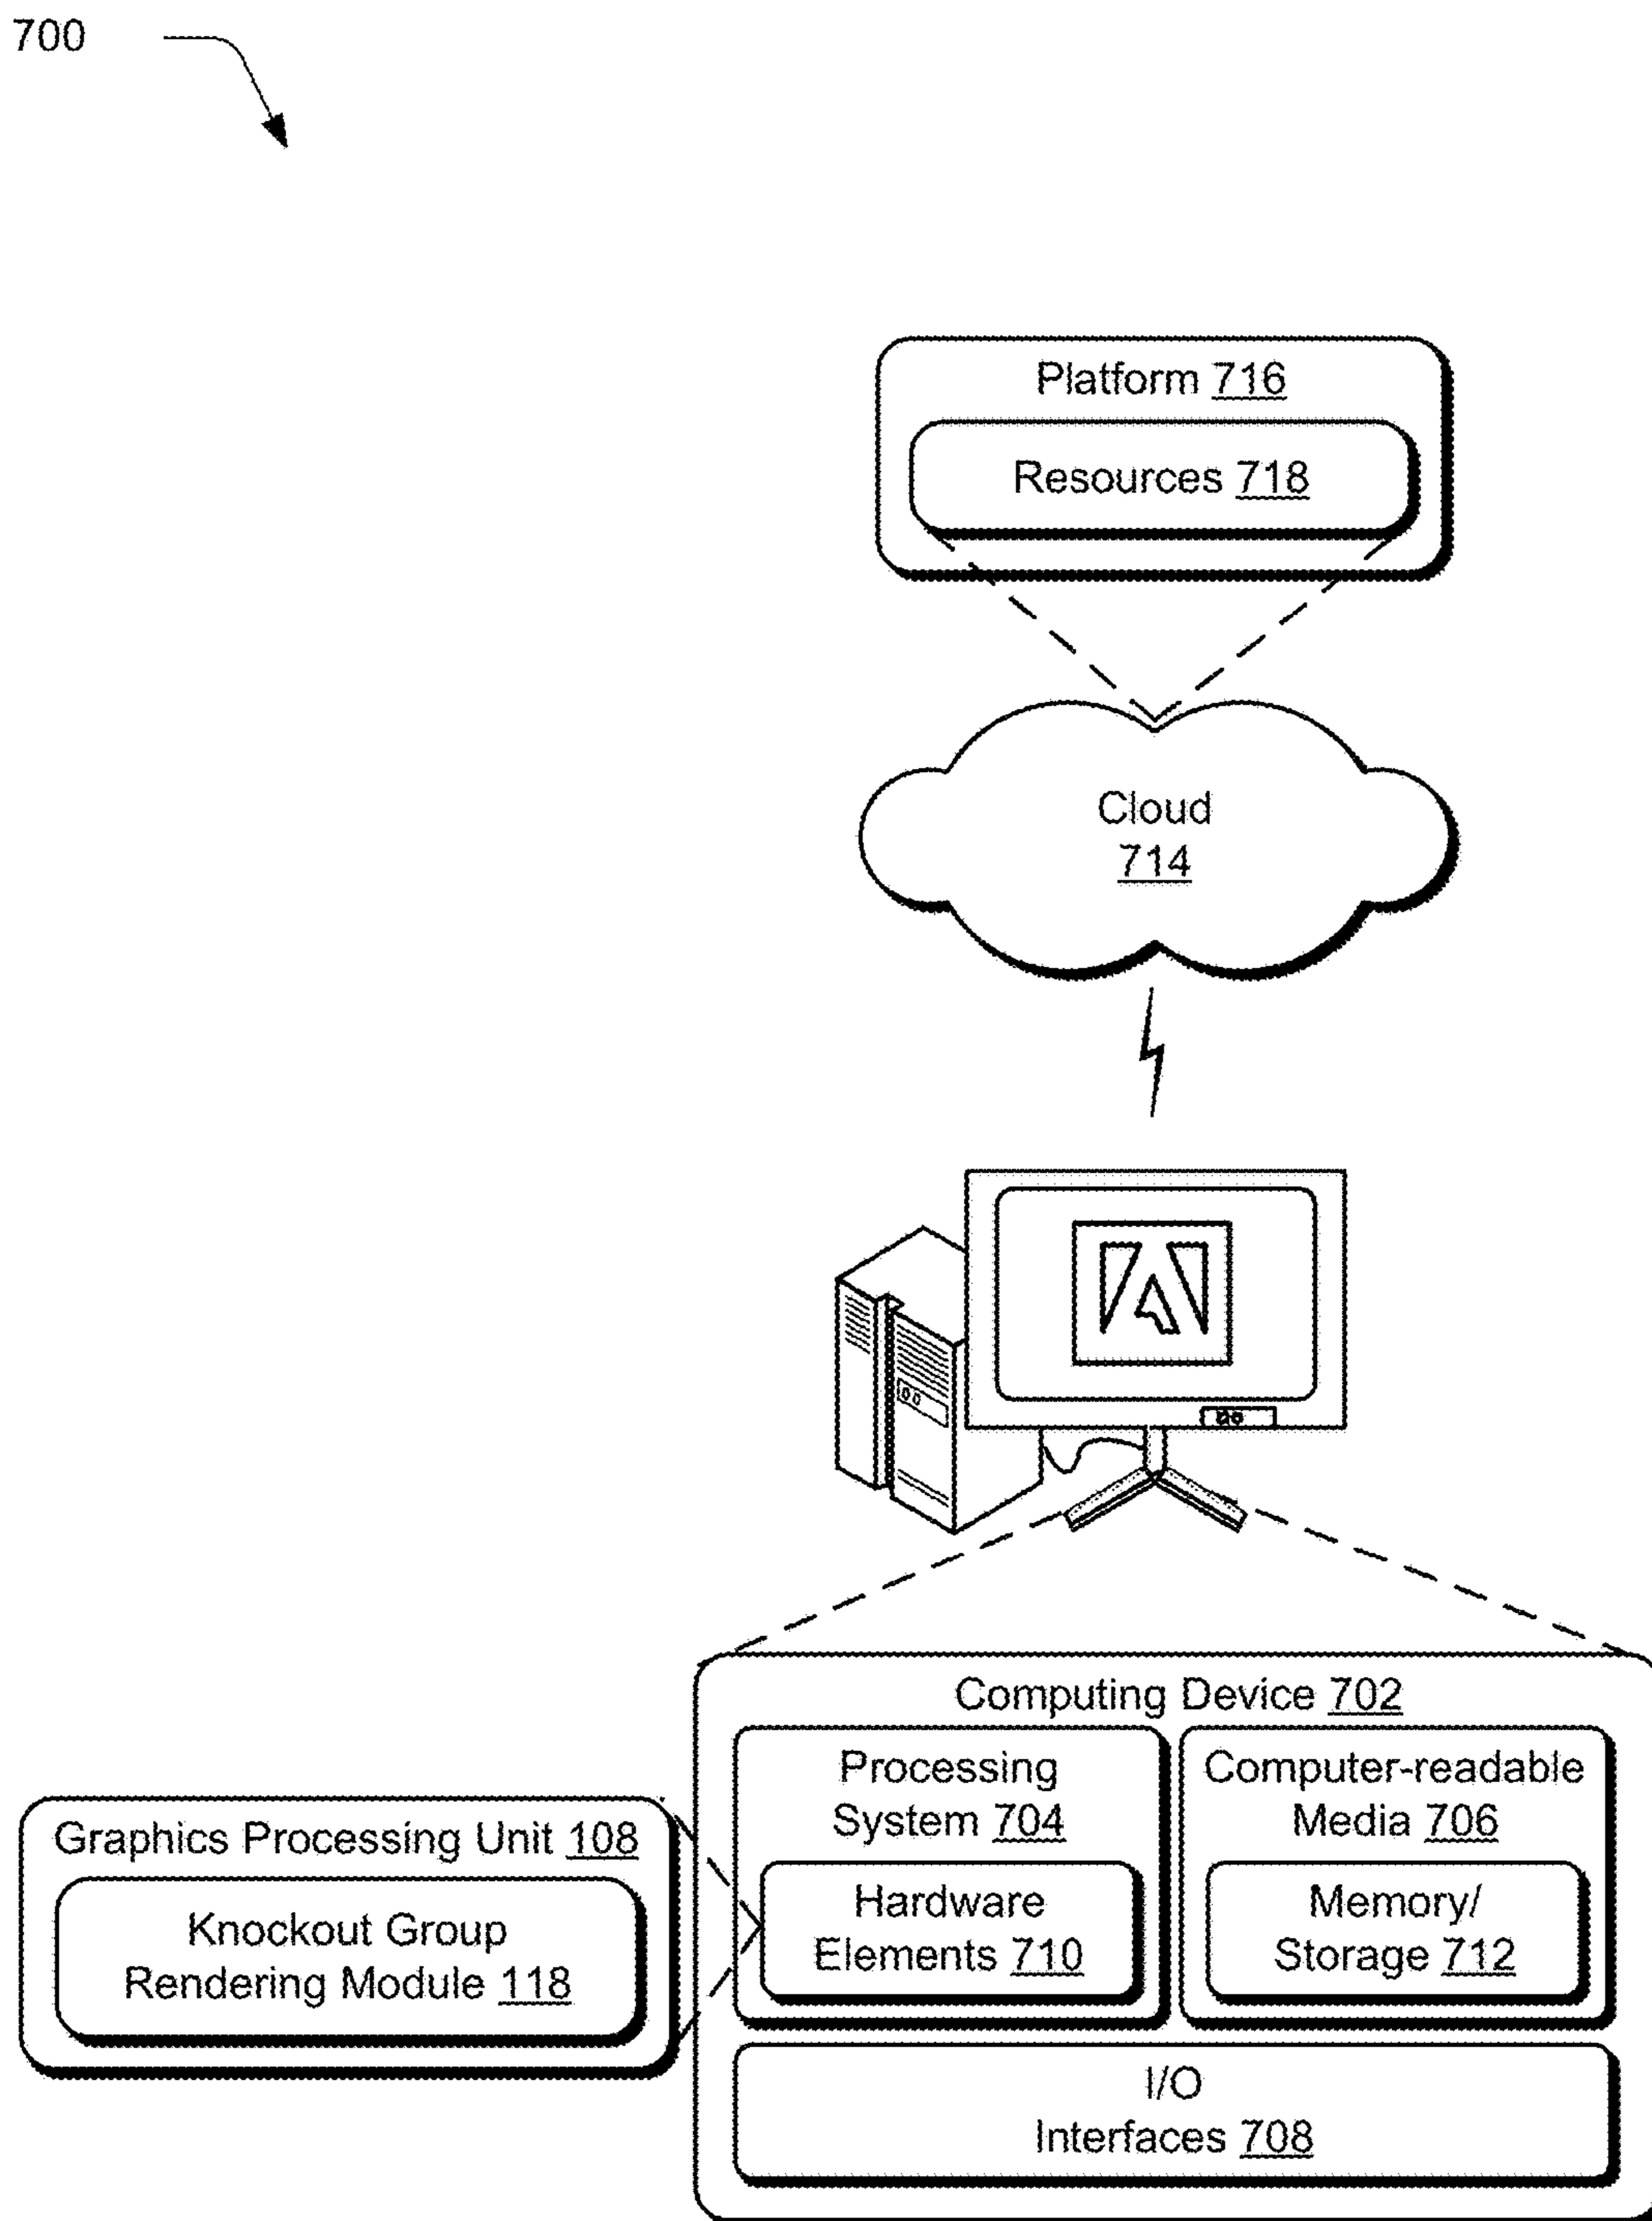 700
Platform 716
Resources 718
Cloud
714
Computing Device 702
Processing
System 704
Hardware
Elements 710
Computer-readable
Media 706
Memory/
Storage 712
Graphics Processing Unit 108
Knockout Group
Rendering Module 118
I/O
Interfaces 708